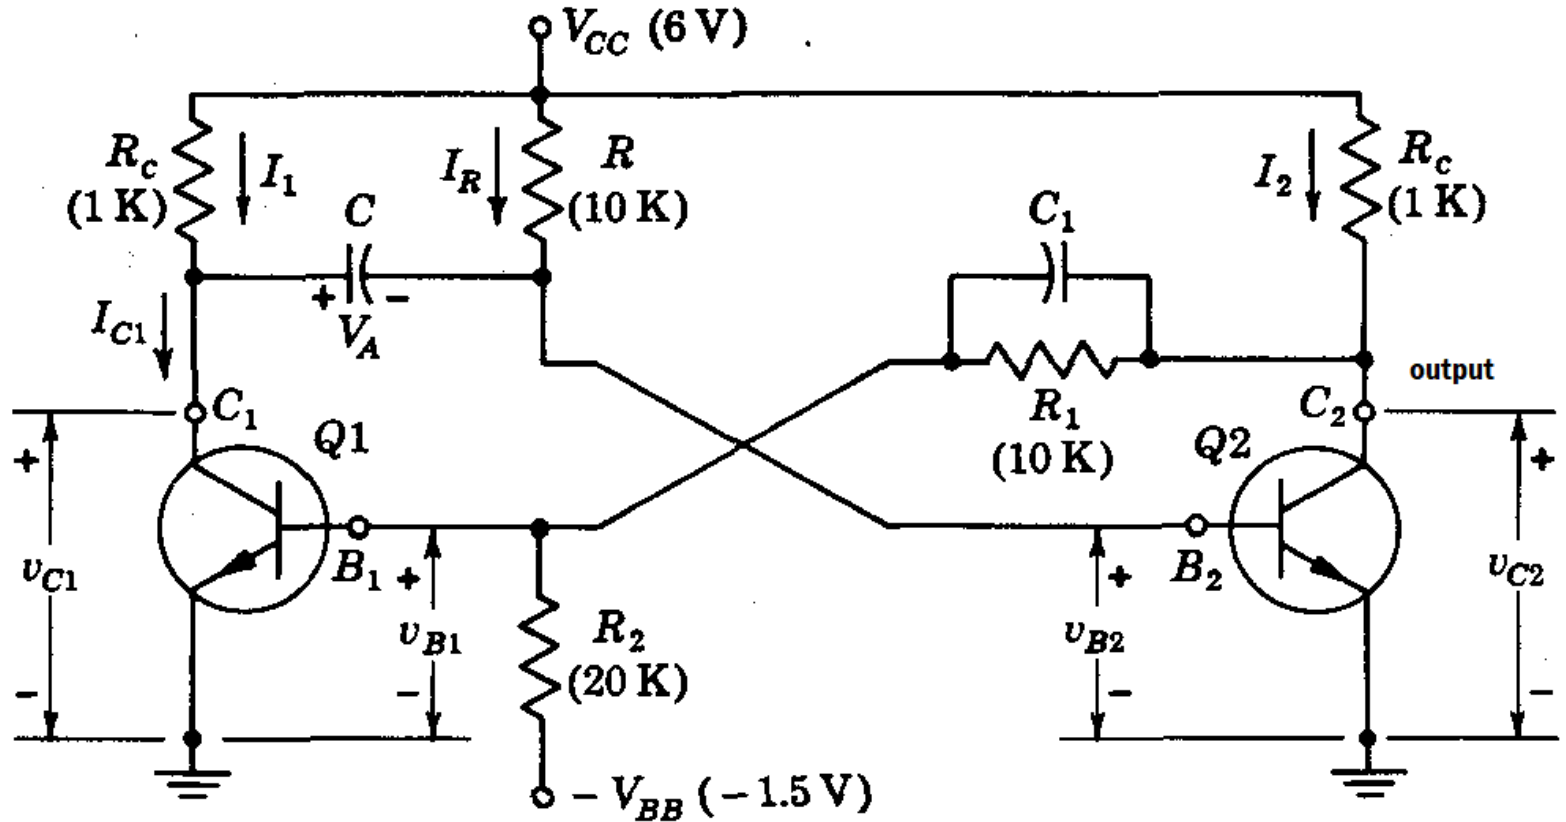 V_CC (6 V)
R_c
(1 K)
I_1
C
+ −
V_A
I_R
R
(10 K)
C_1
I_2
R_c
(1 K)
I_C1
R_1
(10 K)
output
C_1
Q1
C_2
Q2
+
v_C1
−
B_1
+
v_B1
−
R_2
(20 K)
− V_BB (− 1.5 V)
B_2
+
v_B2
−
+
v_C2
−